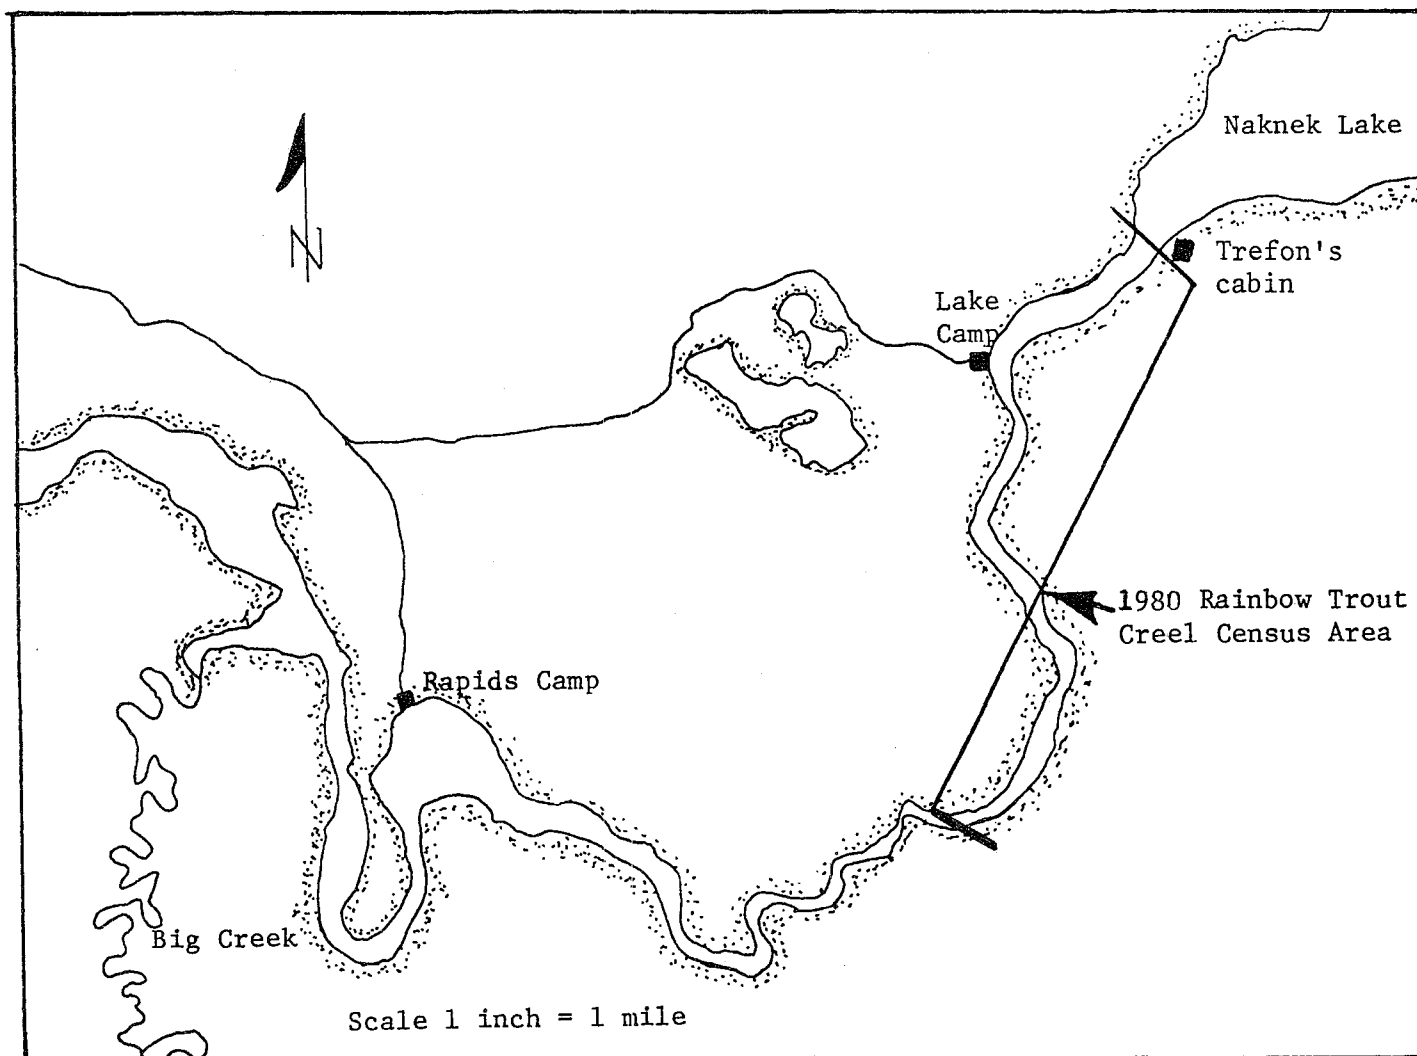 Naknek Lake
N
Trefon's
cabin
Lake
Camp
1980 Rainbow Trout
Creel Census Area
Rapids Camp
Big Creek
Scale 1 inch = 1 mile